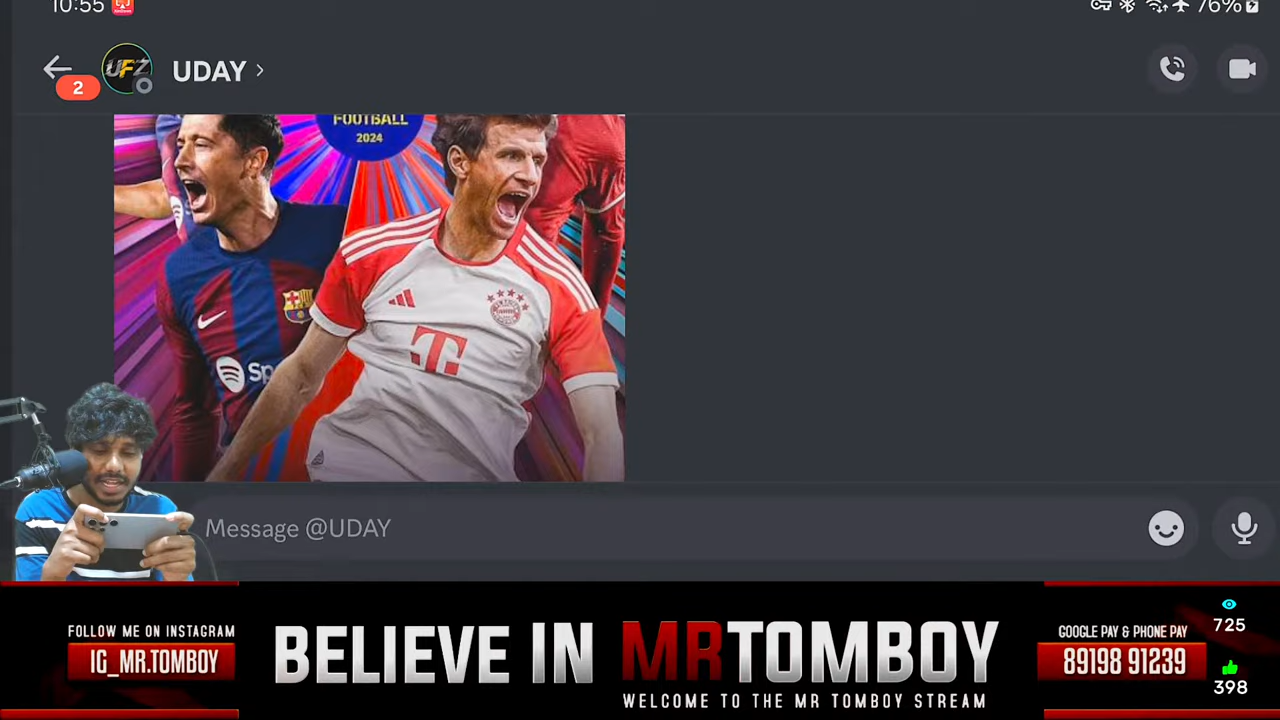 10:55
76%
2
UFZ
UDAY >
FOOTBALL
2024
Sp
T
Message @UDAY
FOLLOW ME ON INSTAGRAM
IG_MR.TOMBOY
BELIEVE IN MRTOMBOY
WELCOME TO THE MR TOMBOY STREAM
GOOGLE PAY & PHONE PAY
89198 91239
725
398